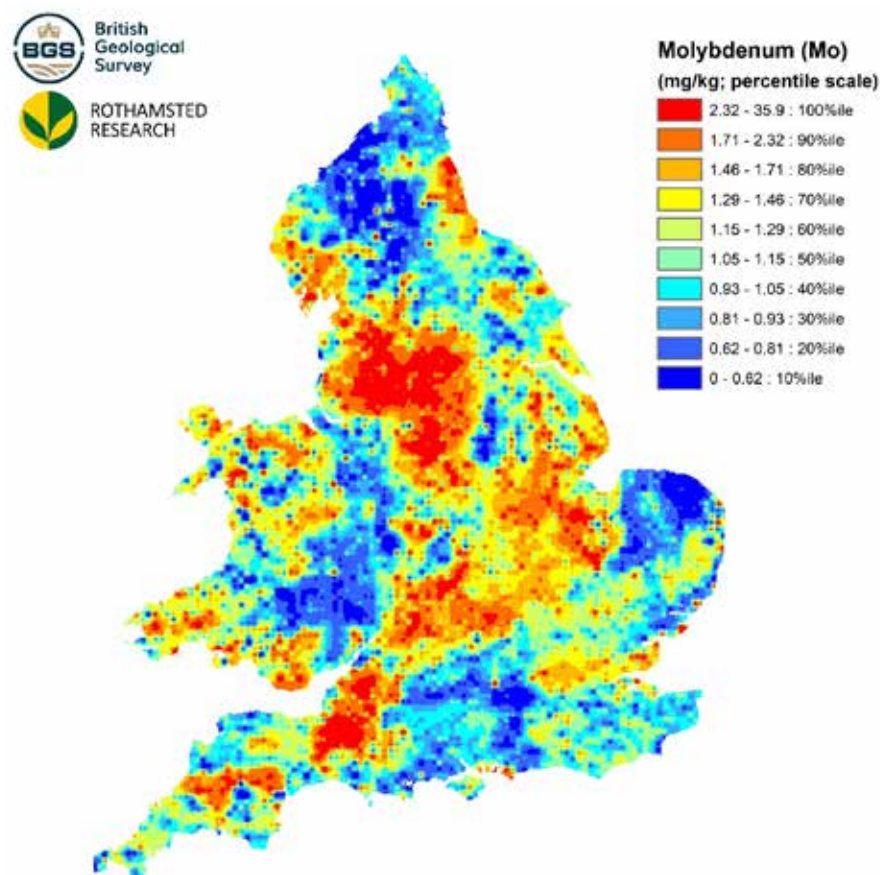 BGS
British
Geological
Survey
ROTHAMSTED
RESEARCH
Molybdenum (Mo)
(mg/kg; percentile scale)
2.32 - 35.9 : 100%ile
1.71 - 2.32 : 90%ile
1.46 - 1.71 : 80%ile
1.29 - 1.46 : 70%ile
1.15 - 1.29 : 60%ile
1.05 - 1.15 : 50%ile
0.93 - 1.05 : 40%ile
0.81 - 0.93 : 30%ile
0.62 - 0.81 : 20%ile
0 - 0.62 : 10%ile